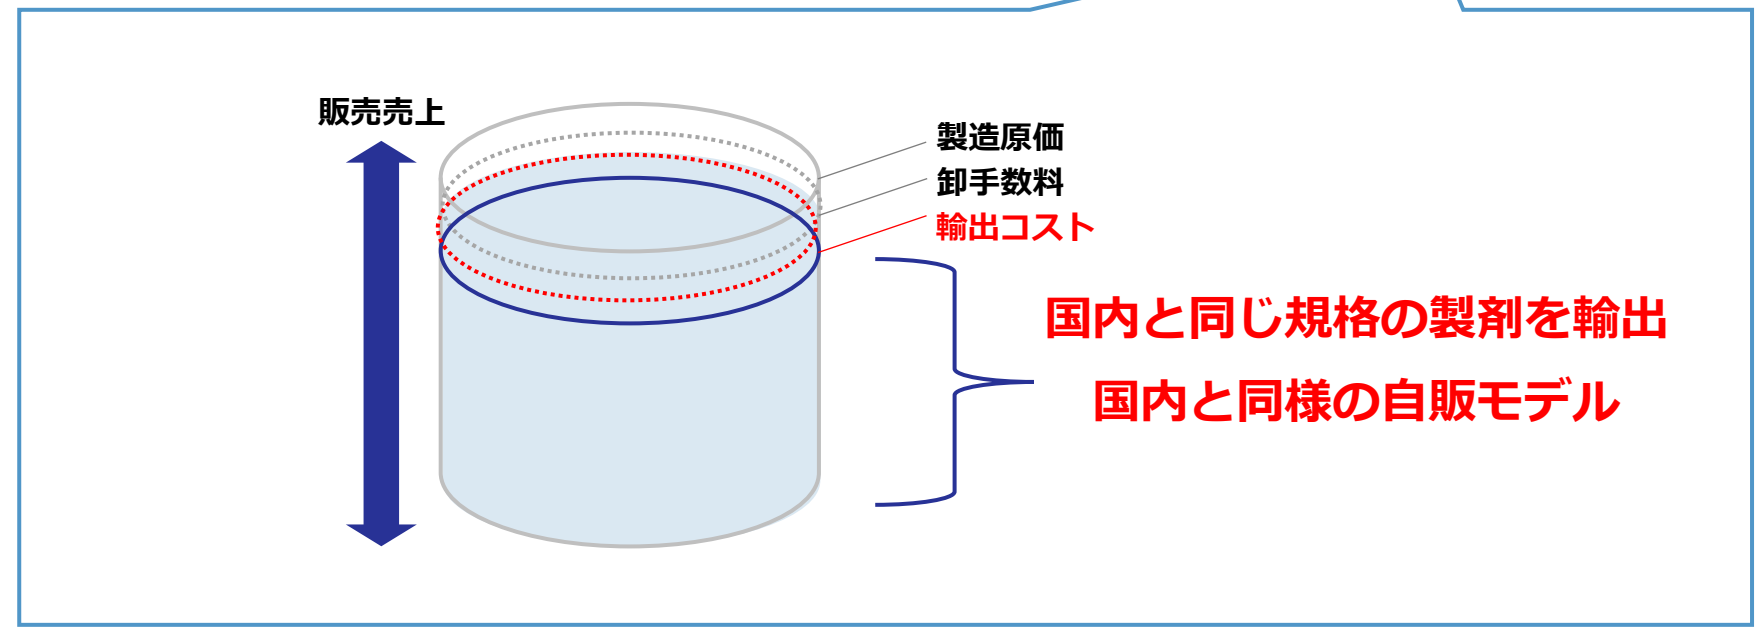 販売売上
製造原価
卸手数料
輸出コスト
国内と同じ規格の製剤を輸出
国内と同様の自販モデル